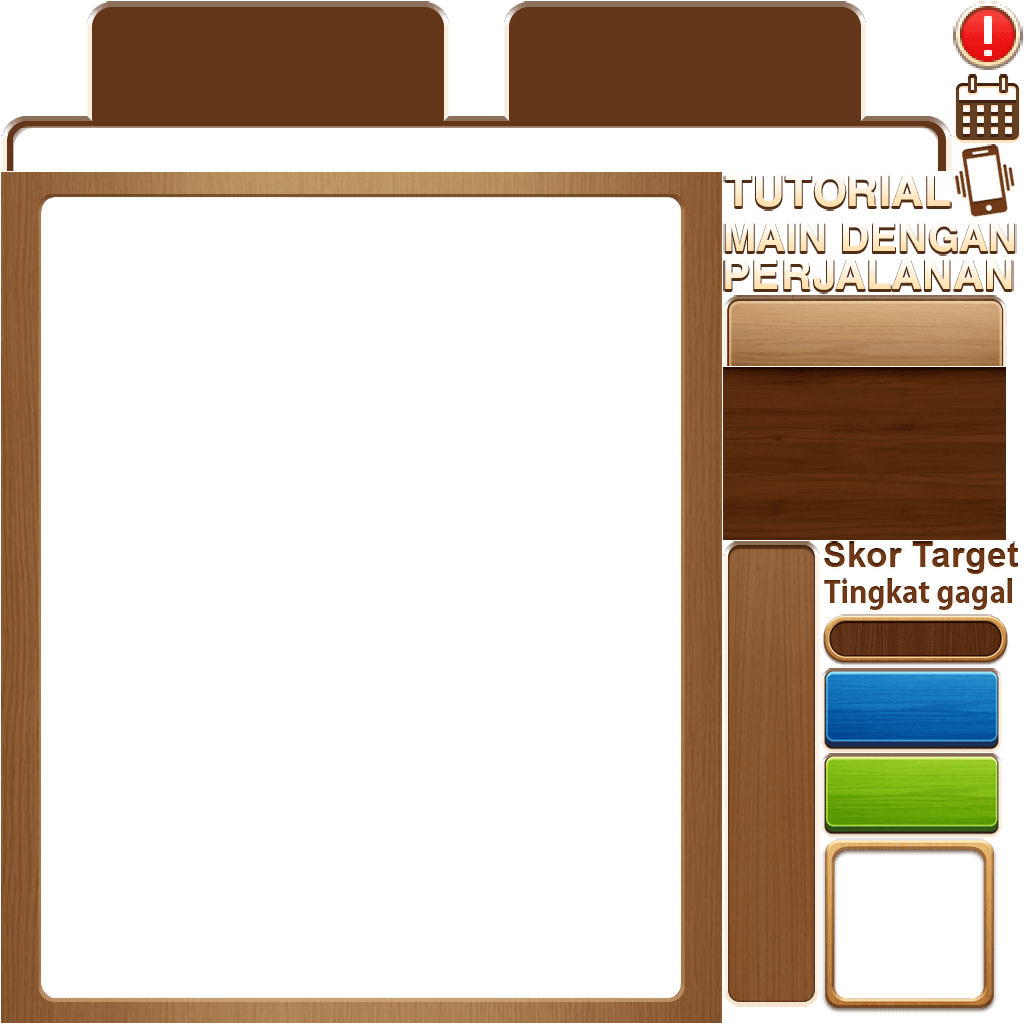 TUTORIAL
MAIN DENGAN
PERJALANAN
Skor Target
Tingkat gagal